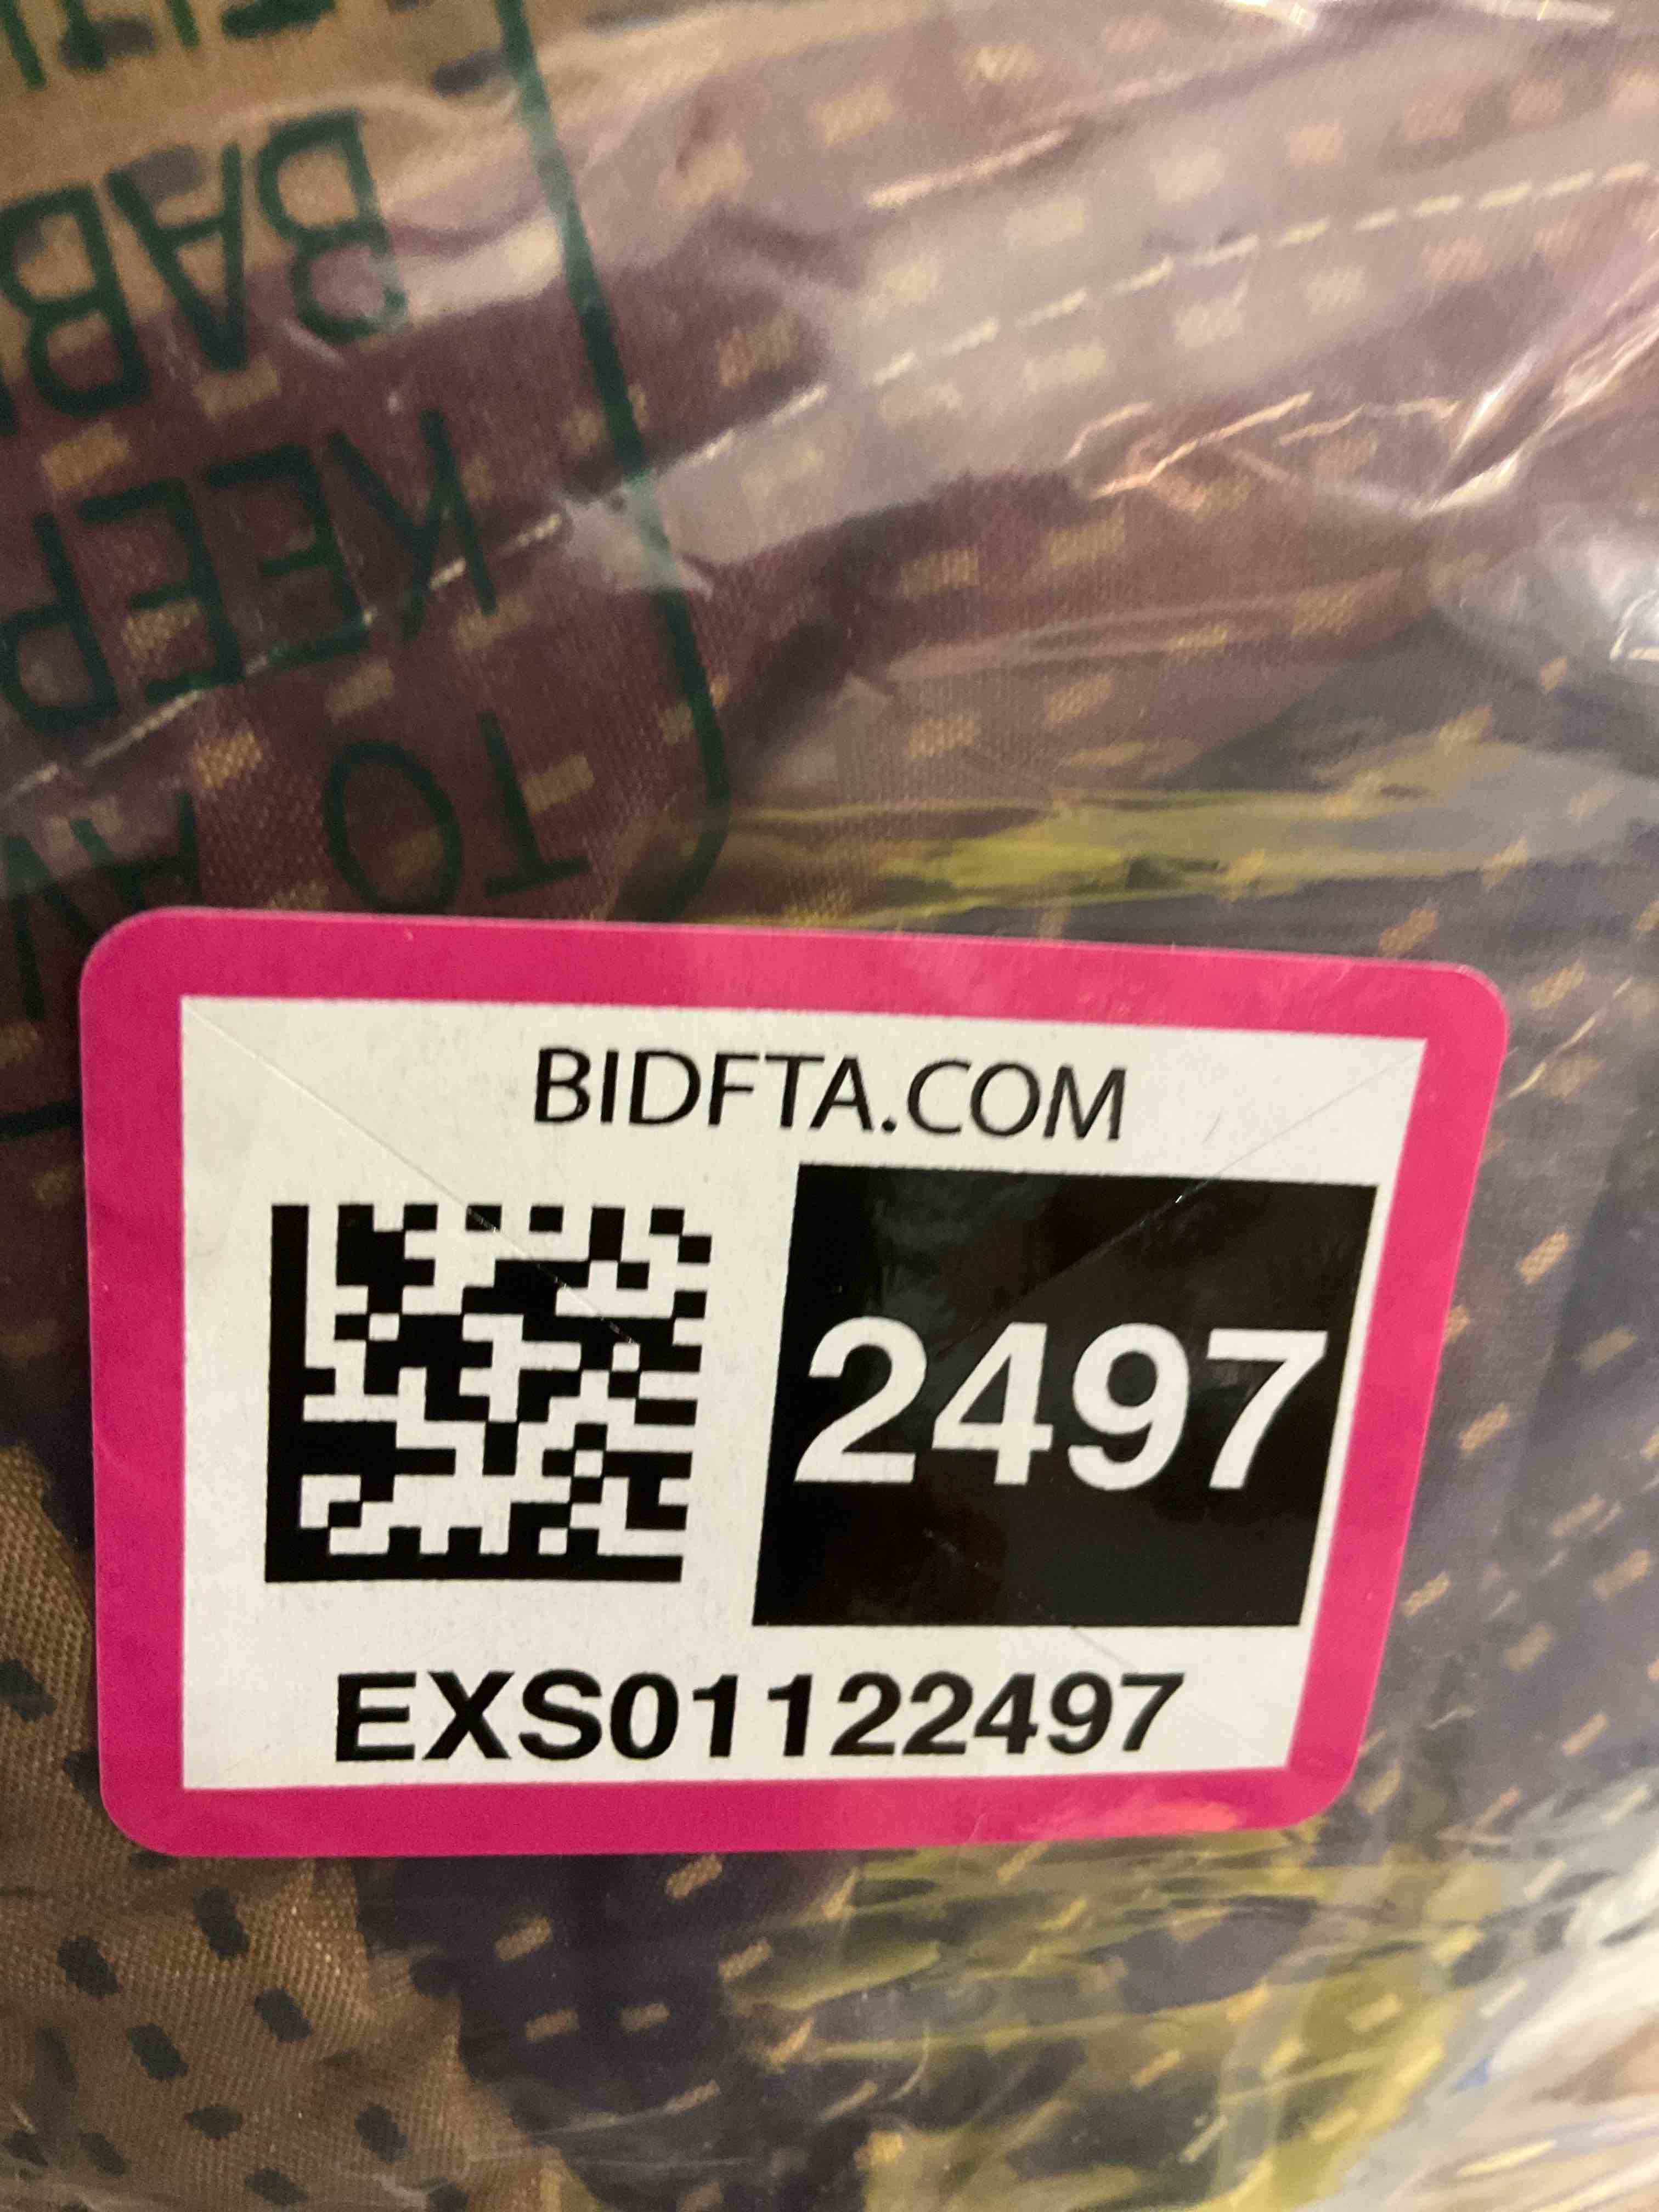 TO
KEEP
BAB
BIDFTA.COM
2497
EXS01122497